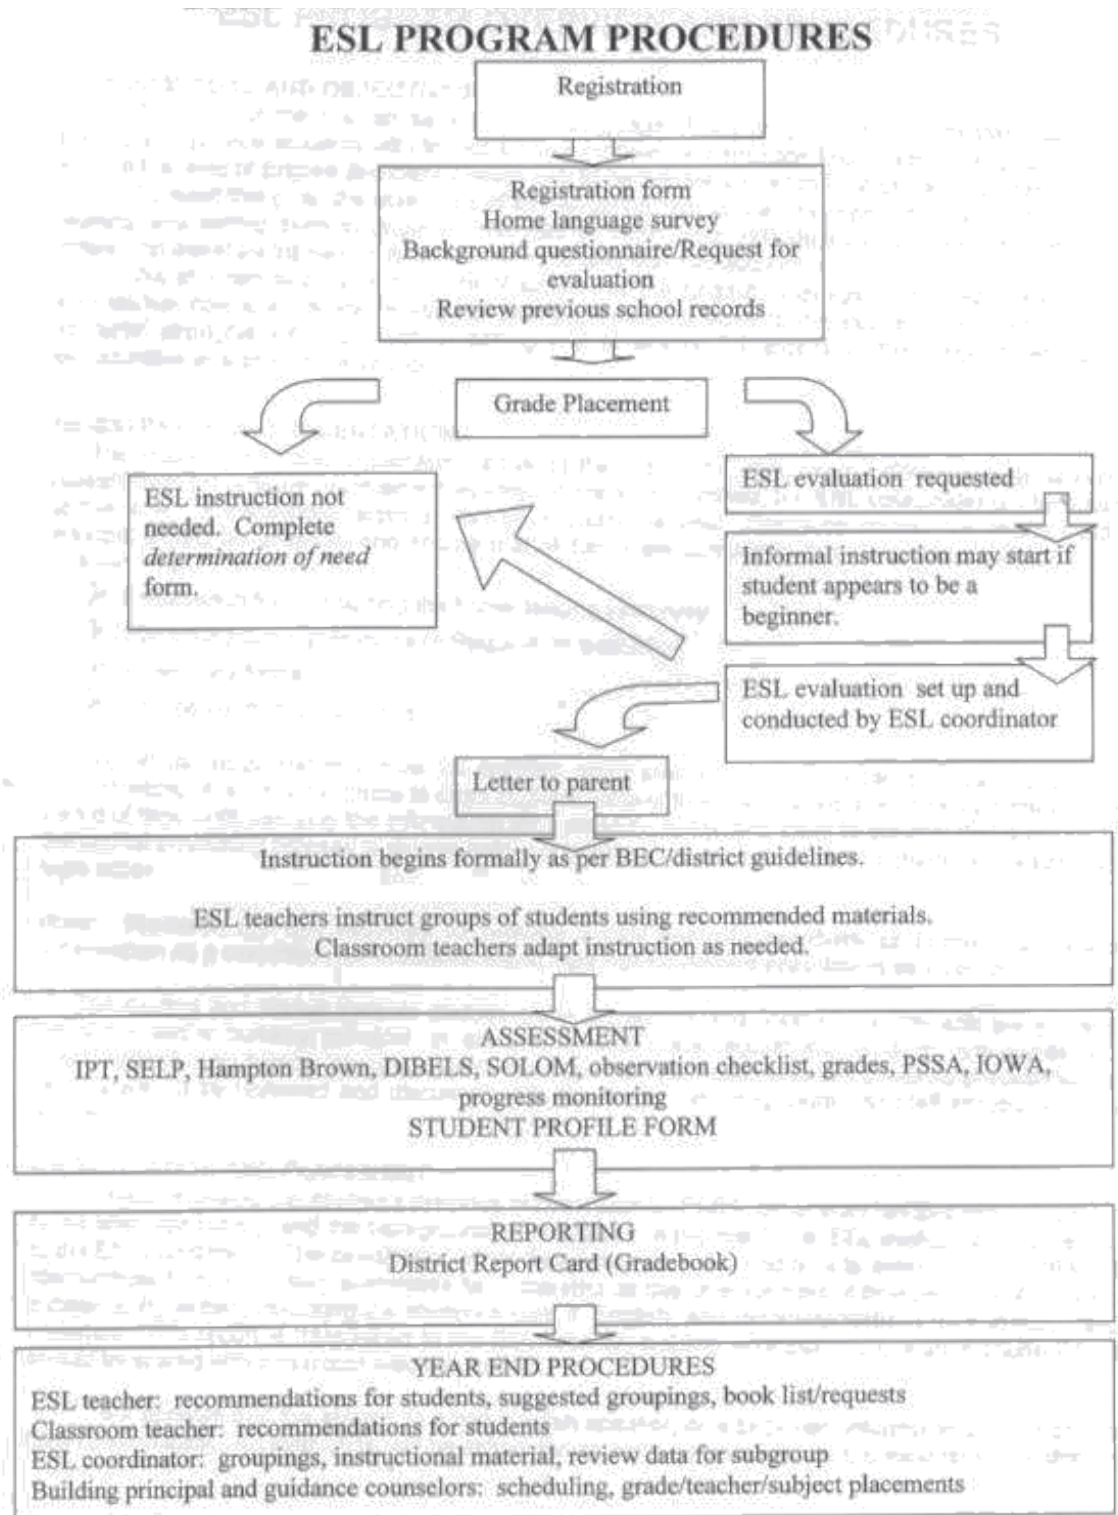 ESL PROGRAM PROCEDURES
Registration
Registration form
Home language survey
Background questionnaire/Request for
evaluation
Review previous school records
Grade Placement
ESL instruction not
needed. Complete
determination of need
form.
ESL evaluation requested
Informal instruction may start if
student appears to be a
beginner.
ESL evaluation set up and
conducted by ESL coordinator
Letter to parent
Instruction begins formally as per BEC/district guidelines.
ESL teachers instruct groups of students using recommended materials.
Classroom teachers adapt instruction as needed.
ASSESSMENT
IPT, SELP, Hampton Brown, DIBELS, SOLOM, observation checklist, grades, PSSA, IOWA,
progress monitoring
STUDENT PROFILE FORM
REPORTING
District Report Card (Gradebook)
YEAR END PROCEDURES
ESL teacher: recommendations for students, suggested groupings, book list/requests
Classroom teacher: recommendations for students
ESL coordinator: groupings, instructional material, review data for subgroup
Building principal and guidance counselors: scheduling, grade/teacher/subject placements